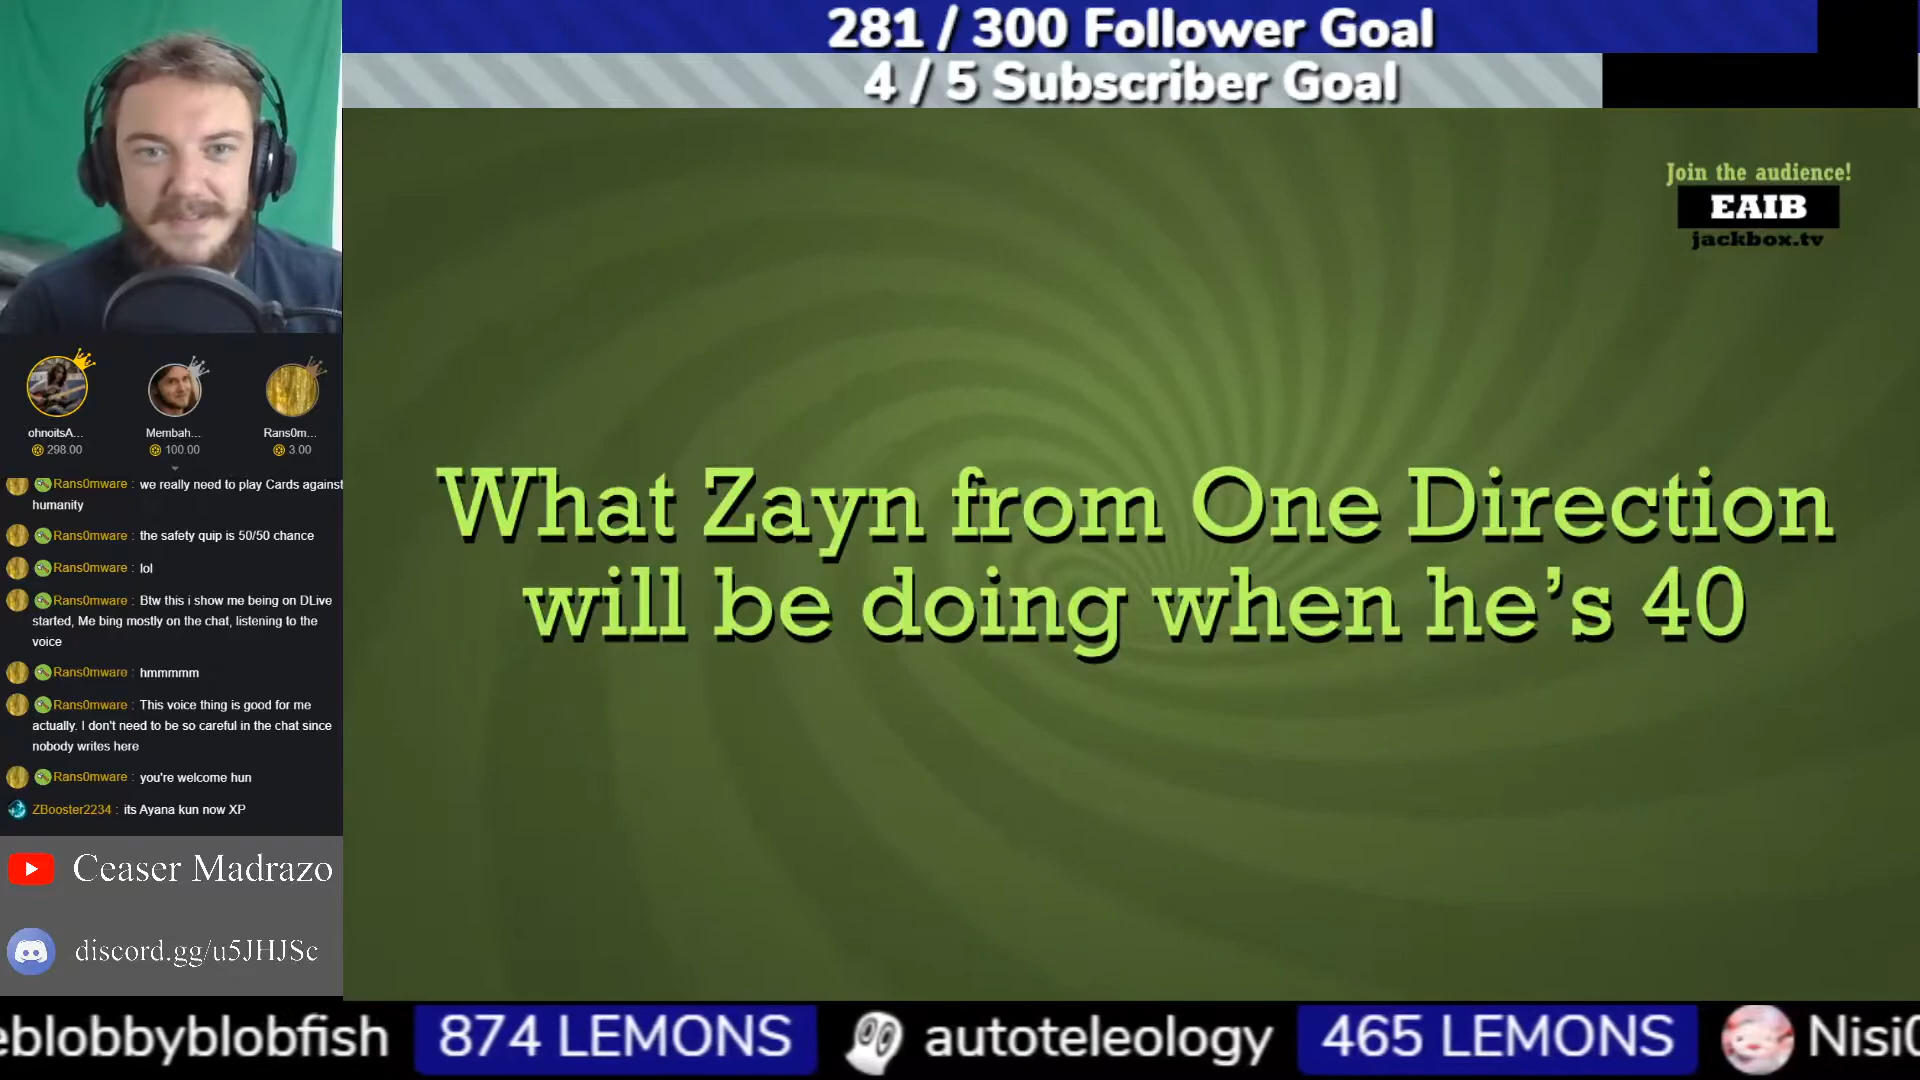 281 / 300 Follower Goal
4 / 5 Subscriber Goal
Join the audience!
EAIB
jackbox.tv
What Zayn from One Direction
will be doing when he's 40
ohnoitsA...
Membah...
Rans0m...
298.00
100.00
3.00
Rans0mware : we really need to play Cards against
humanity
Rans0mware : the safety quip is 50/50 chance
Rans0mware : lol
Rans0mware : Btw this i show me being on DLive
started, Me bing mostly on the chat, listening to the
voice
Rans0mware : hmmmmm
Rans0mware : This voice thing is good for me
actually. I don't need to be so careful in the chat since
nobody writes here
Rans0mware : you're welcome hun
ZBooster2234 : its Ayana kun now XP
Ceaser Madrazo
discord.gg/u5JHJSc
eblobbyblobfish 874 LEMONS autoteleology 465 LEMONS Nisi